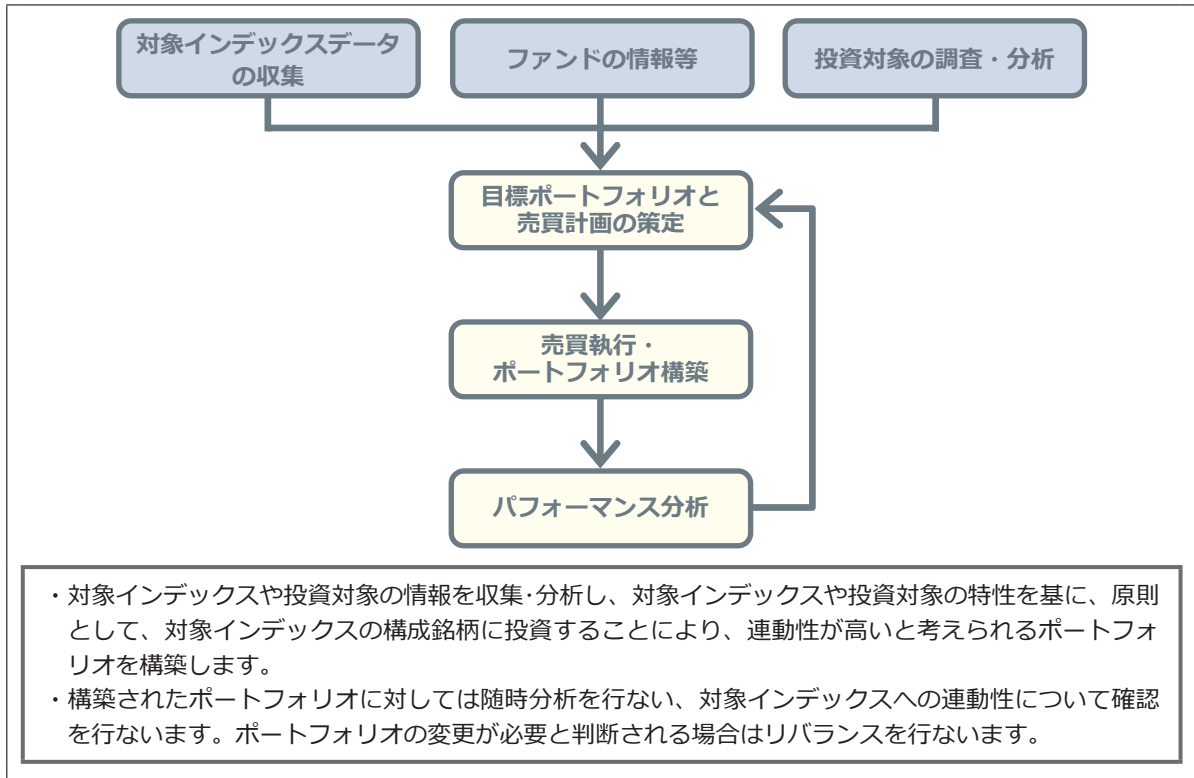 対象インデックスデータ
の収集
ファンドの情報等
投資対象の調査・分析
目標ポートフォリオと
売買計画の策定
売買執行・
ポートフォリオ構築
パフォーマンス分析
・対象インデックスや投資対象の情報を収集･分析し、対象インデックスや投資対象の特性を基に、原則
として、対象インデックスの構成銘柄に投資することにより、連動性が高いと考えられるポートフォ
リオを構築します。
・構築されたポートフォリオに対しては随時分析を行ない、対象インデックスへの連動性について確認
を行ないます。ポートフォリオの変更が必要と判断される場合はリバランスを行ないます。